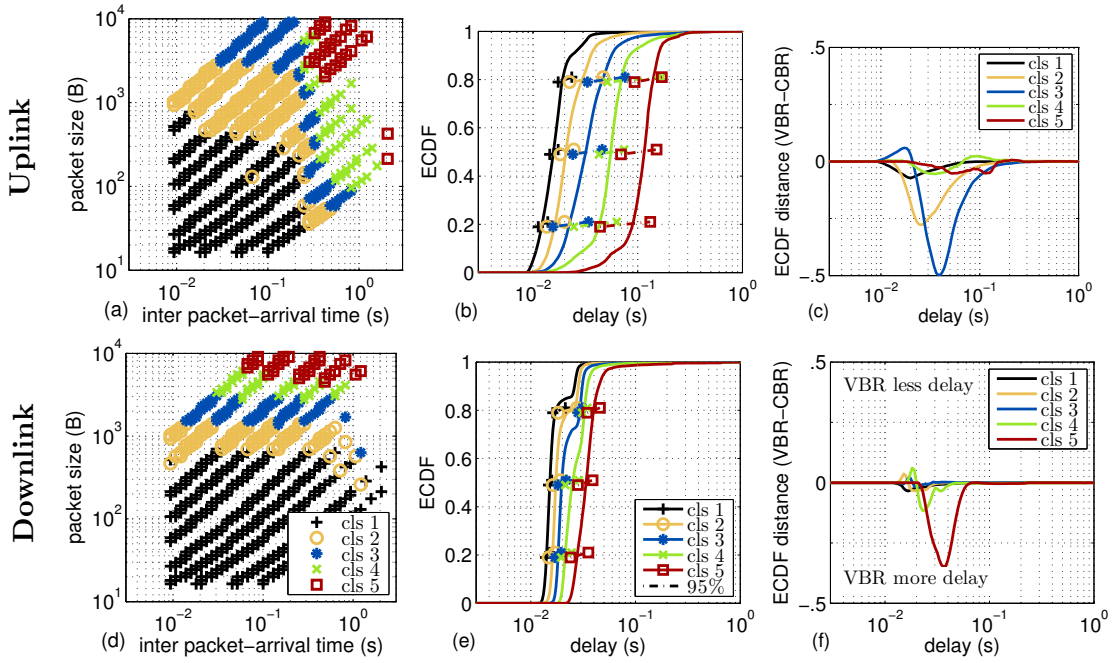 Uplink
packet size (B)
10^4
10^3
10^2
10^1
10^-2
10^-1
10^0
(a)
inter packet-arrival time (s)
ECDF
1
0.8
0.6
0.4
0.2
0
10^-2
10^-1
10^0
(b)
delay (s)
ECDF distance (VBR-CBR)
.5
0
-.5
cls 1
cls 2
cls 3
cls 4
cls 5
10^-2
10^-1
10^0
(c)
delay (s)
Downlink
packet size (B)
10^4
10^3
10^2
10^1
cls 1
cls 2
cls 3
cls 4
cls 5
10^-2
10^-1
10^0
(d)
inter packet-arrival time (s)
ECDF
1
0.8
0.6
0.4
0.2
0
cls 1
cls 2
cls 3
cls 4
cls 5
95%
10^-2
10^-1
10^0
(e)
delay (s)
ECDF distance (VBR-CBR)
.5
0
-.5
VBR less delay
cls 1
cls 2
cls 3
cls 4
cls 5
VBR more delay
10^-2
10^-1
10^0
(f)
delay (s)